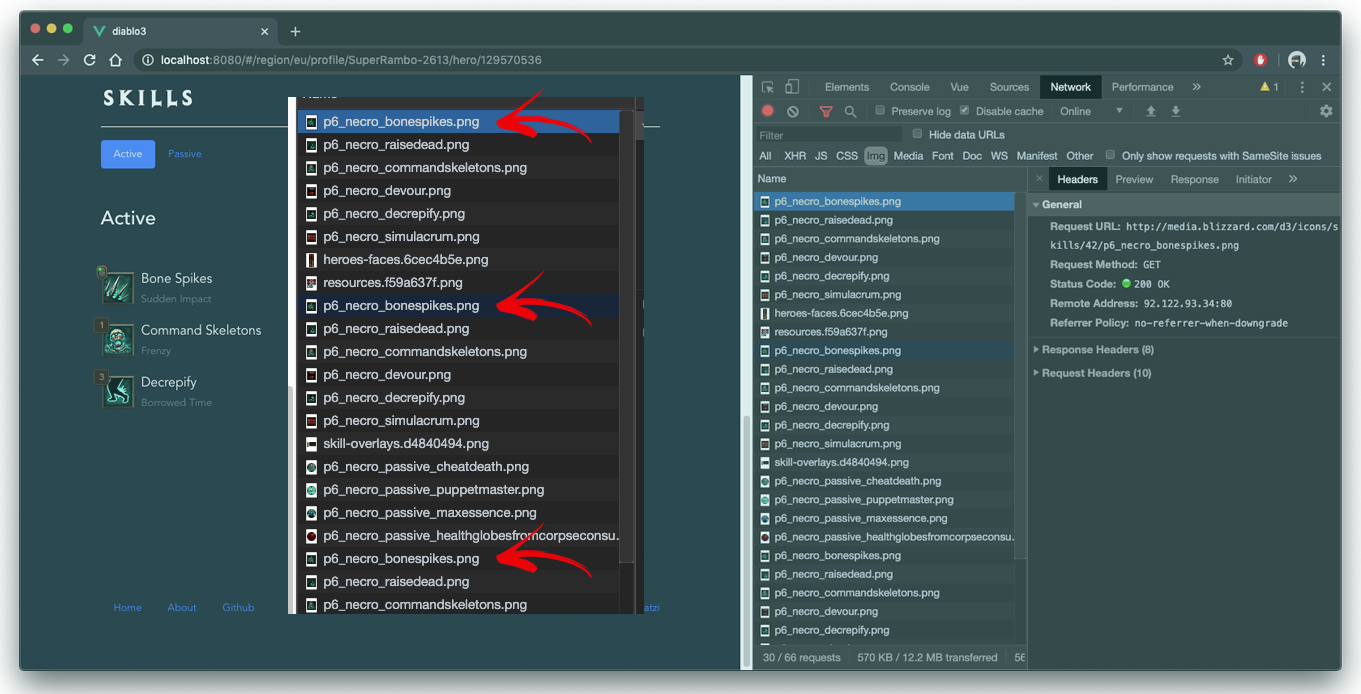 diablo3
localhost:8080/#/region/eu/profile/SuperRambo-2613/hero/129570536
SKILLS
Active Passive
Active
Bone Spikes
Sudden Impact
1
Command Skeletons
Frenzy
3
Decrepify
Borrowed Time
Home About Github
atzi
p6_necro_bonespikes.png
p6_necro_raisedead.png
p6_necro_commandskeletons.png
p6_necro_devour.png
p6_necro_decrepify.png
p6_necro_simulacrum.png
heroes-faces.6cec4b5e.png
resources.f59a637f.png
p6_necro_bonespikes.png
p6_necro_raisedead.png
p6_necro_commandskeletons.png
p6_necro_devour.png
p6_necro_decrepify.png
p6_necro_simulacrum.png
skill-overlays.d4840494.png
p6_necro_passive_cheatdeath.png
p6_necro_passive_puppetmaster.png
p6_necro_passive_maxessence.png
p6_necro_passive_healthglobesfromcorpseconsu.
p6_necro_bonespikes.png
p6_necro_raisedead.png
p6_necro_commandskeletons.png
Elements Console Vue Sources Network Performance » 1
Preserve log Disable cache Online
Filter Hide data URLs
All XHR JS CSS Img Media Font Doc WS Manifest Other Only show requests with SameSite issues
Name
p6_necro_bonespikes.png
p6_necro_raisedead.png
p6_necro_commandskeletons.png
p6_necro_devour.png
p6_necro_decrepify.png
p6_necro_simulacrum.png
heroes-faces.6cec4b5e.png
resources.f59a637f.png
p6_necro_bonespikes.png
p6_necro_raisedead.png
p6_necro_commandskeletons.png
p6_necro_devour.png
p6_necro_decrepify.png
p6_necro_simulacrum.png
skill-overlays.d4840494.png
p6_necro_passive_cheatdeath.png
p6_necro_passive_puppetmaster.png
p6_necro_passive_maxessence.png
p6_necro_passive_healthglobesfromcorpseconsu.
p6_necro_bonespikes.png
p6_necro_raisedead.png
p6_necro_commandskeletons.png
p6_necro_devour.png
p6_necro_decrepify.png
30 / 66 requests 570 KB / 12.2 MB transferred 56
Headers Preview Response Initiator »
General
Request URL: http://media.blizzard.com/d3/icons/s
kills/42/p6_necro_bonespikes.png
Request Method: GET
Status Code: 200 OK
Remote Address: 92.122.93.34:80
Referrer Policy: no-referrer-when-downgrade
Response Headers (8)
Request Headers (10)